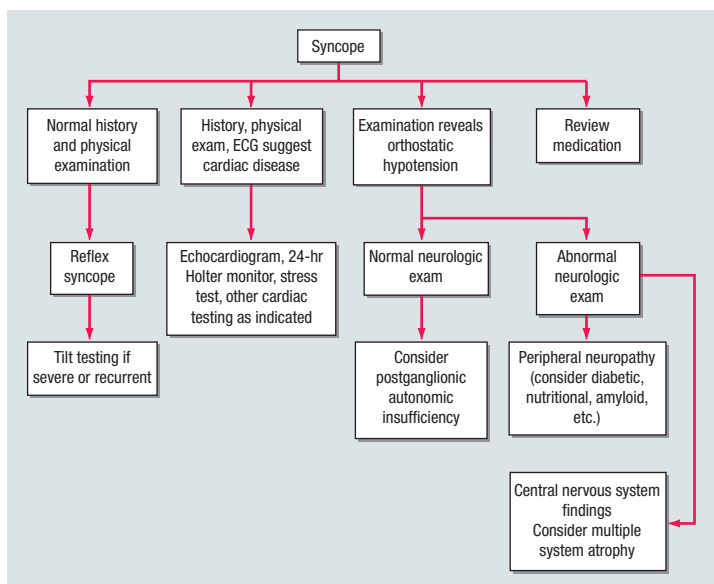 Syncope
Normal history
and physical
examination
History, physical
exam, ECG suggest
cardiac disease
Examination reveals
orthostatic
hypotension
Review
medication
Reflex
syncope
Echocardiogram, 24-hr
Holter monitor, stress
test, other cardiac
testing as indicated
Normal neurologic
exam
Abnormal
neurologic
exam
Tilt testing if
severe or recurrent
Consider
postganglionic
autonomic
insufficiency
Peripheral neuropathy
(consider diabetic,
nutritional, amyloid,
etc.)
Central nervous system
findings
Consider multiple
system atrophy